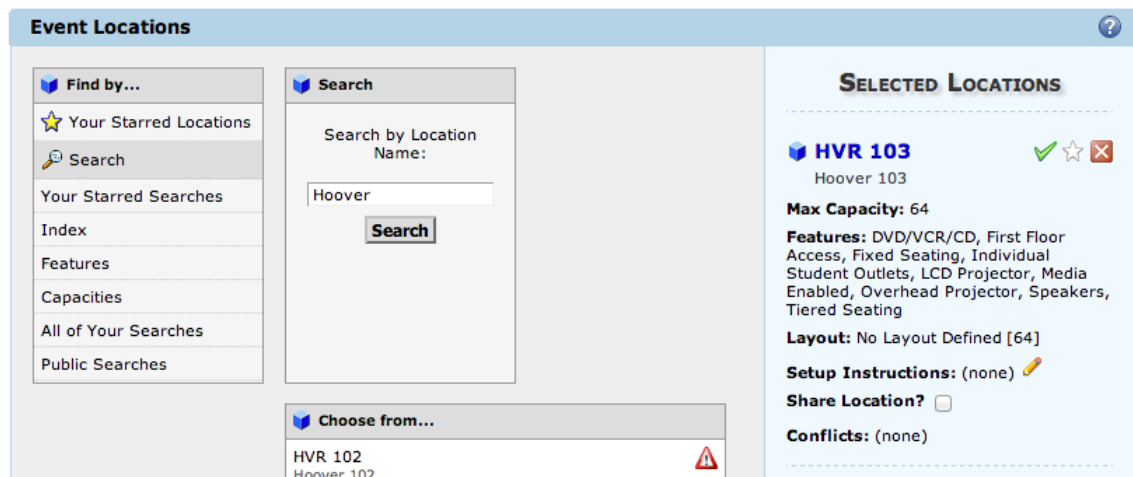 Event Locations
?
Find by...
Your Starred Locations
Search
Your Starred Searches
Index
Features
Capacities
All of Your Searches
Public Searches
Search
Search by Location
Name:
Hoover
Search
Choose from...
HVR 102
Hoover 102
SELECTED LOCATIONS
HVR 103
Hoover 103
Max Capacity: 64
Features: DVD/VCR/CD, First Floor
Access, Fixed Seating, Individual
Student Outlets, LCD Projector, Media
Enabled, Overhead Projector, Speakers,
Tiered Seating
Layout: No Layout Defined [64]
Setup Instructions: (none)
Share Location?
Conflicts: (none)